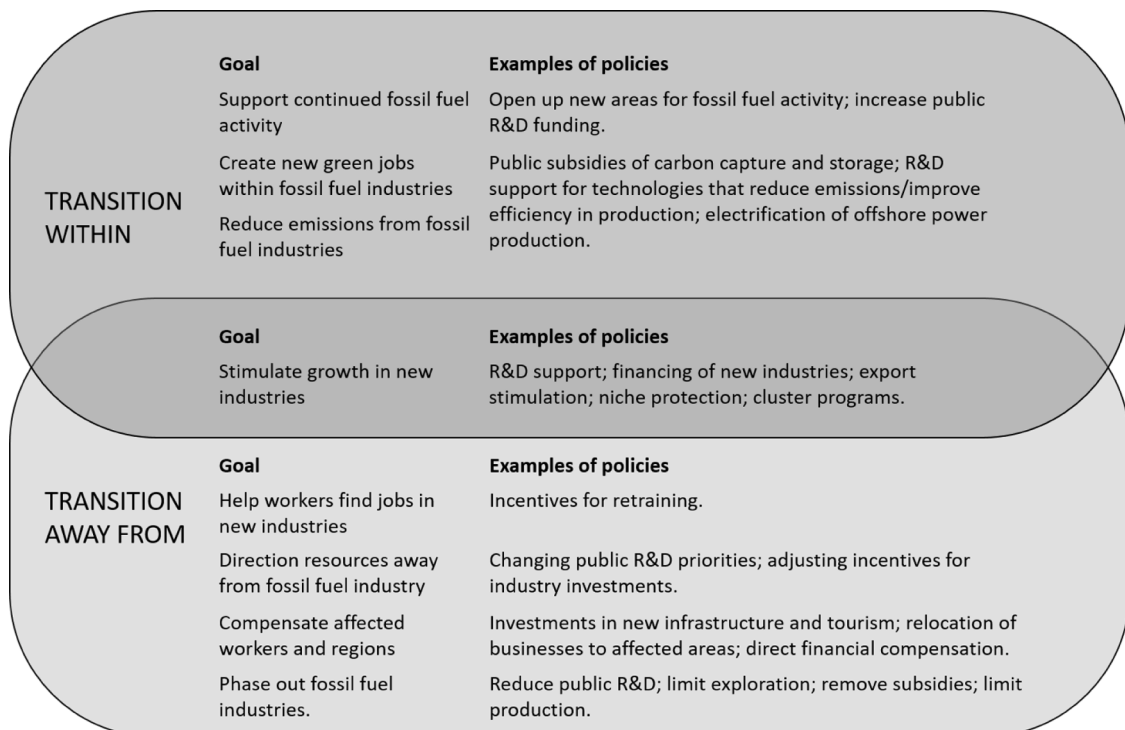 Goal Examples of policies
Support continued fossil fuel Open up new areas for fossil fuel activity; increase public
activity R&D funding.
Create new green jobs Public subsidies of carbon capture and storage; R&D
within fossil fuel industries support for technologies that reduce emissions/improve
TRANSITION
WITHIN
Reduce emissions from fossil efficiency in production; electrification of offshore power
fuel industries production.
Goal Examples of policies
Stimulate growth in new R&D support; financing of new industries; export
industries stimulation; niche protection; cluster programs.
Goal Examples of policies
TRANSITION
AWAY FROM
Help workers find jobs in Incentives for retraining.
new industries
Direction resources away Changing public R&D priorities; adjusting incentives for
from fossil fuel industry industry investments.
Compensate affected Investments in new infrastructure and tourism; relocation of
workers and regions businesses to affected areas; direct financial compensation.
Phase out fossil fuel Reduce public R&D; limit exploration; remove subsidies; limit
industries. production.